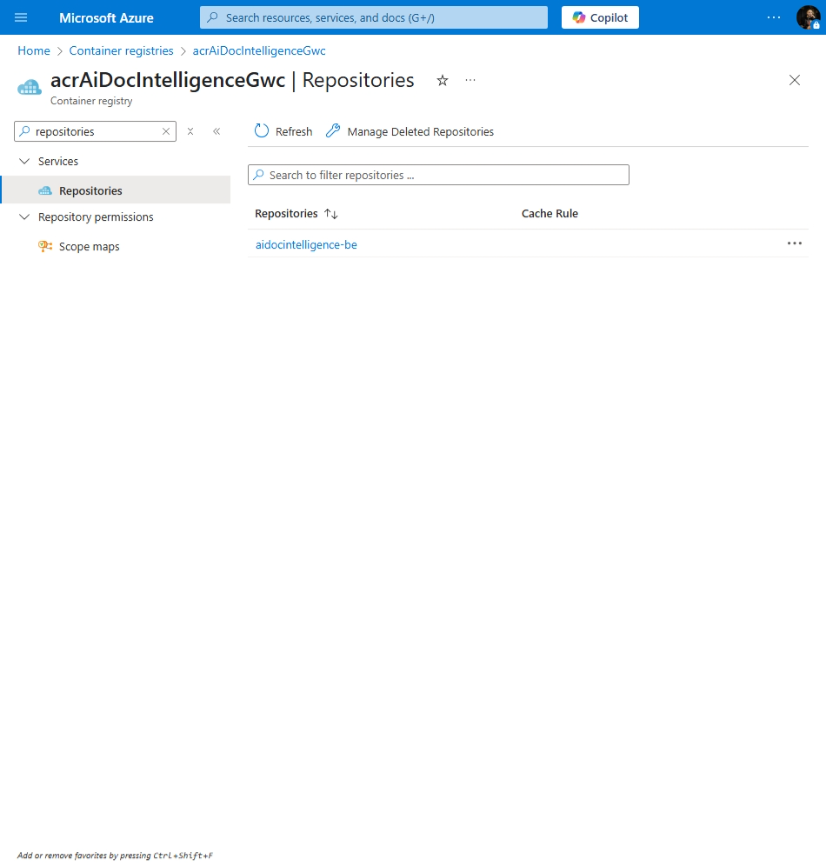 Microsoft Azure
Search resources, services, and docs (G+/)
Copilot
Home > Container registries > acrAiDocIntelligenceGwc
acrAiDocIntelligenceGwc | Repositories
Container registry
repositories
Refresh
Manage Deleted Repositories
Services
Repositories
Repository permissions
Scope maps
Search to filter repositories ...
Repositories
Cache Rule
aidocintelligence-be
Add or remove favorites by pressing Ctrl+Shift+F